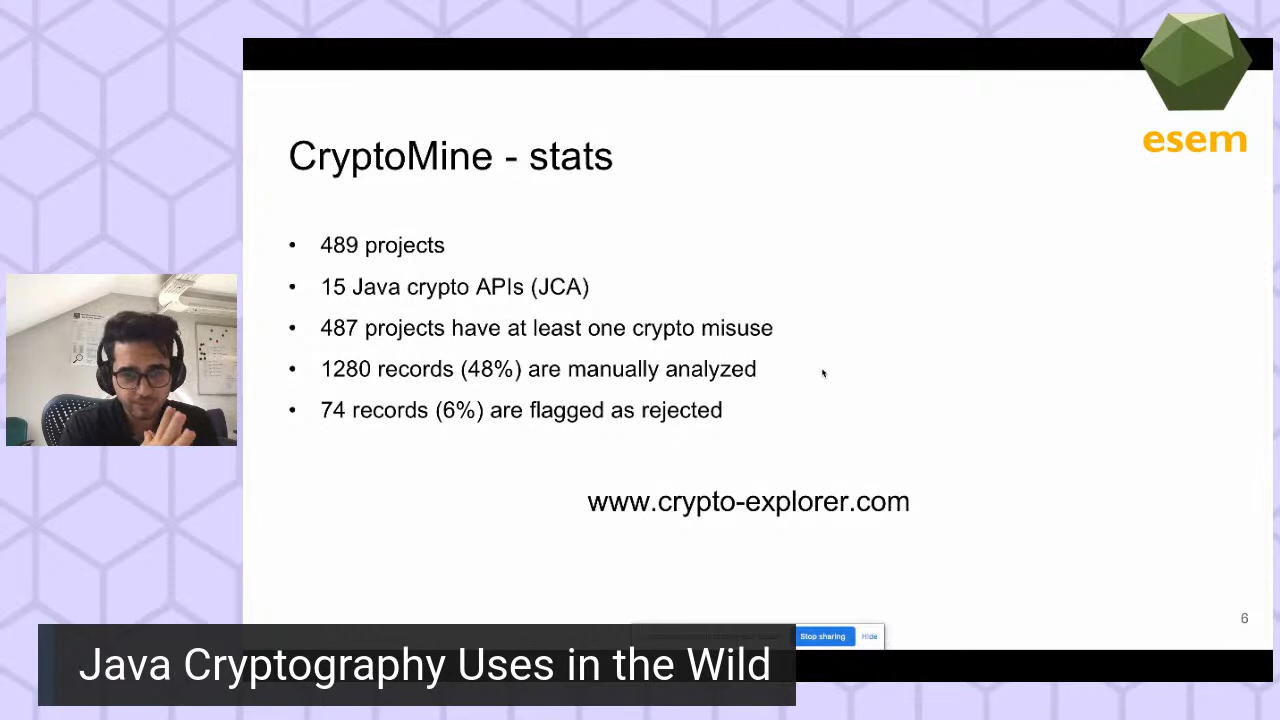 esem
CryptoMine - stats
• 489 projects
• 15 Java crypto APIs (JCA)
• 487 projects have at least one crypto misuse
• 1280 records (48%) are manually analyzed
• 74 records (6%) are flagged as rejected
www.crypto-explorer.com
6
Stop sharing Hide
Java Cryptography Uses in the Wild